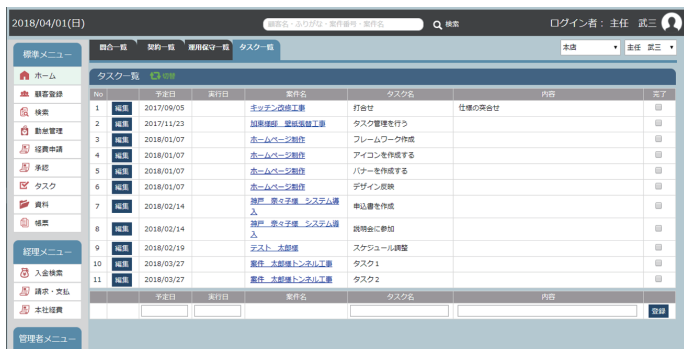 2018/04/01(日)
顧客名・ふりがな・案件番号・案件名
検索
ログイン者： 主任 武三
標準メニュー
ホーム
顧客登録
検索
勤怠管理
経費申請
承認
タスク
資料
帳票
経理メニュー
入金検索
請求・支払
本社経費
管理者メニュー
問合一覧 契約一覧 運用保守一覧 タスク一覧
本店 主任 武三
タスク一覧 切替
No 予定日 実行日 案件名 タスク名 内容 完了
1 編集 2017/09/05 キッチン改修工事 打合せ 仕様の突合せ
2 編集 2017/11/23 加東様邸 壁紙張替工事 タスク管理を行う
3 編集 2018/01/07 ホームページ制作 フレームワーク作成
4 編集 2018/01/07 ホームページ制作 アイコンを作成する
5 編集 2018/01/07 ホームページ制作 バナーを作成する
6 編集 2018/01/07 ホームページ制作 デザイン反映
7 編集 2018/02/14 神戸 奈々子様 システム導入 申込書を作成
8 編集 2018/02/14 神戸 奈々子様 システム導入 説明会に参加
9 編集 2018/02/19 テスト 太郎様 スケジュール調整
10 編集 2018/03/27 案件 太郎様トンネル工事 タスク1
11 編集 2018/03/27 案件 太郎様トンネル工事 タスク2
予定日 実行日 案件名 タスク名 内容
登録